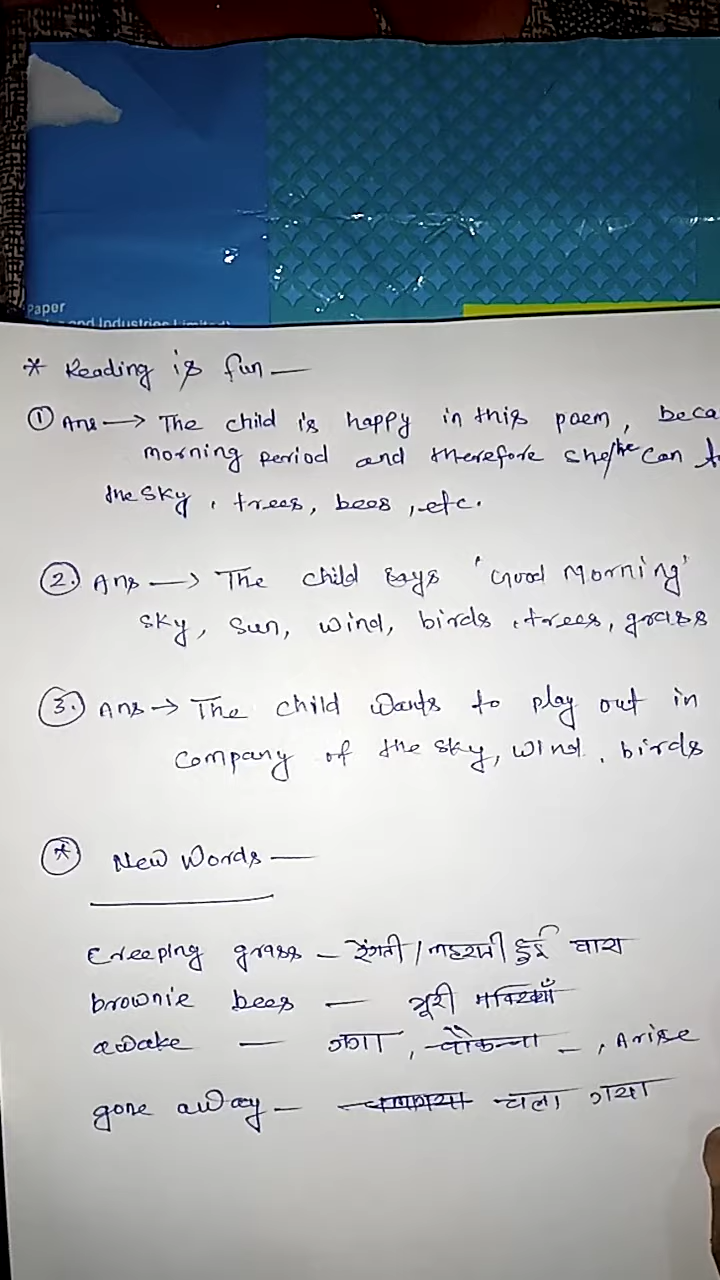 Paper
and Industries Limited)
* Reading is fun —
① Ans → The child is happy in this poem, beca
morning period and therefore she/he can t
the sky, trees, bees, etc.
②. Ans → The child says 'Good Morning'
sky, sun, wind, birds, trees, grass
③. Ans → The child wants to play out in
company of the sky, wind, birds
* New Words —
creeping grass - रेंगती / लहराती हुई घास
brownie bees — भूरी मक्खियाँ
awake — जगा, चौकन्ना -, Arise
gone away - चला गया